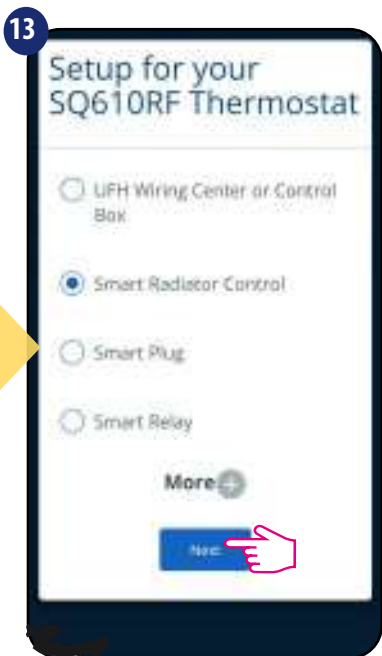 13
Setup for your
SQ610RF Thermostat
UFH Wiring Center or Control
Box
Smart Radiator Control
Smart Plug
Smart Relay
More
Next